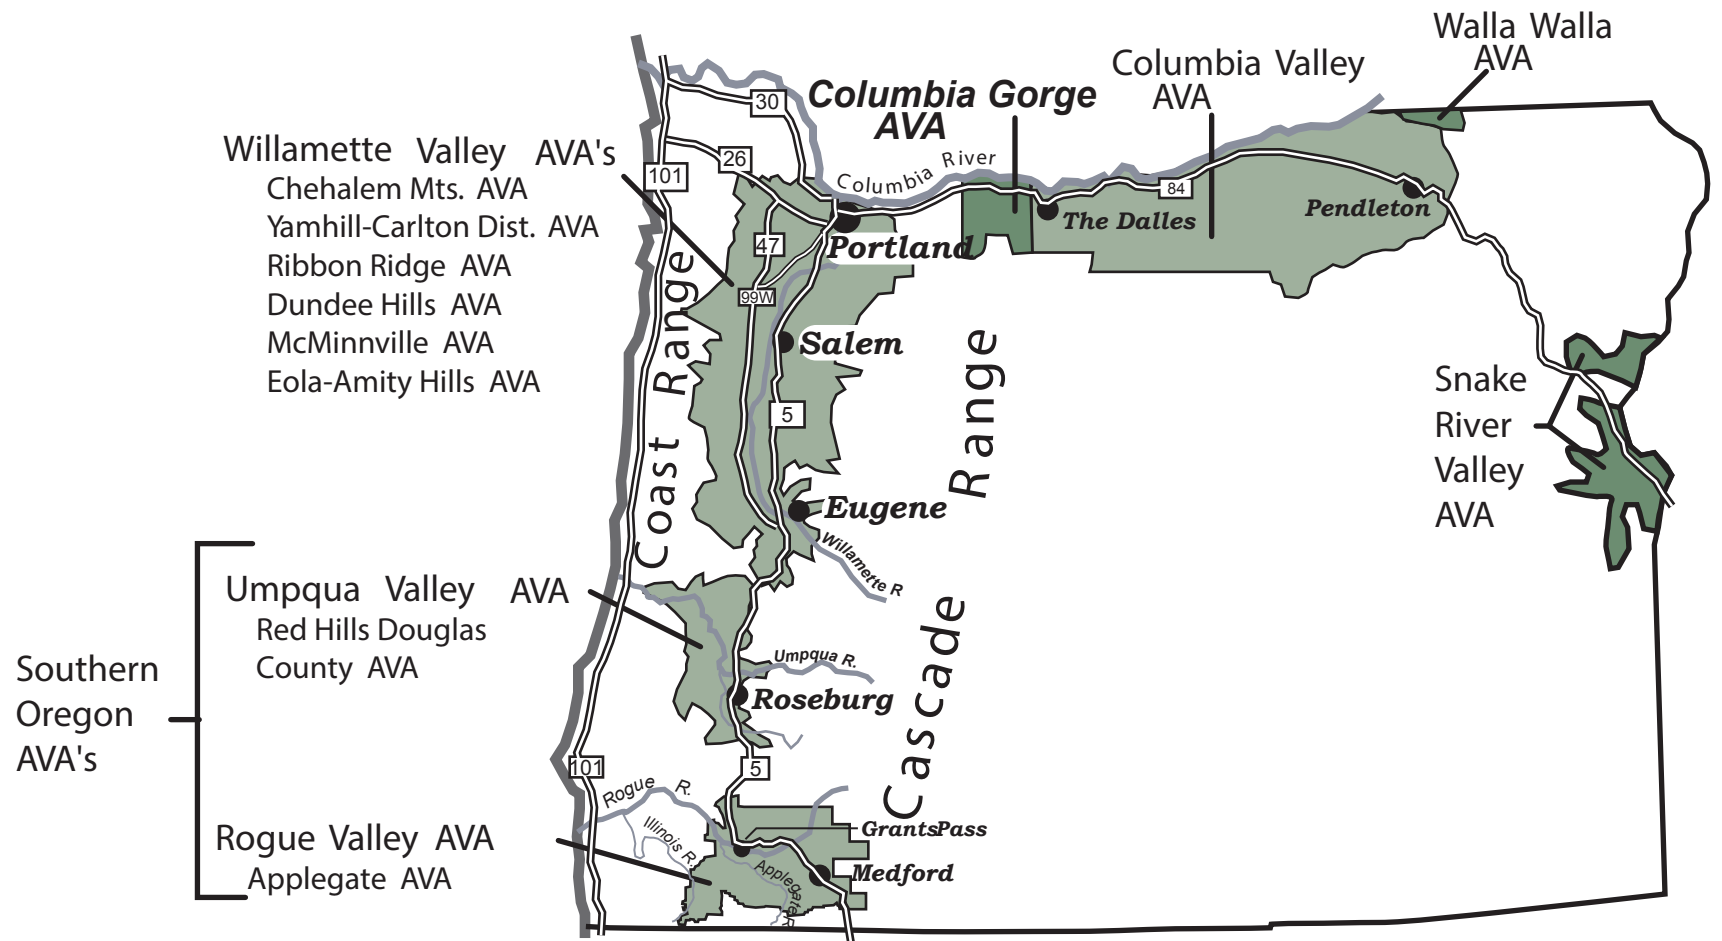 Walla Walla
AVA
Columbia Valley
AVA
Columbia Gorge
AVA
30
Willamette Valley AVA's
Chehalem Mts. AVA
Yamhill-Carlton Dist. AVA
Ribbon Ridge AVA
Dundee Hills AVA
McMinnville AVA
Eola-Amity Hills AVA
26
101
Columbia River
84
The Dalles
Pendleton
Portland
47
99W
Salem
5
Coast Range
Cascade Range
Snake
River
Valley
AVA
Eugene
Willamette R
Umpqua Valley AVA
Red Hills Douglas
County AVA
Southern
Oregon
AVA's
Umpqua R.
Roseburg
101
5
Rogue R.
Illinois R.
Rogue Valley AVA
Applegate AVA
GrantsPass
Medford
Applegate R